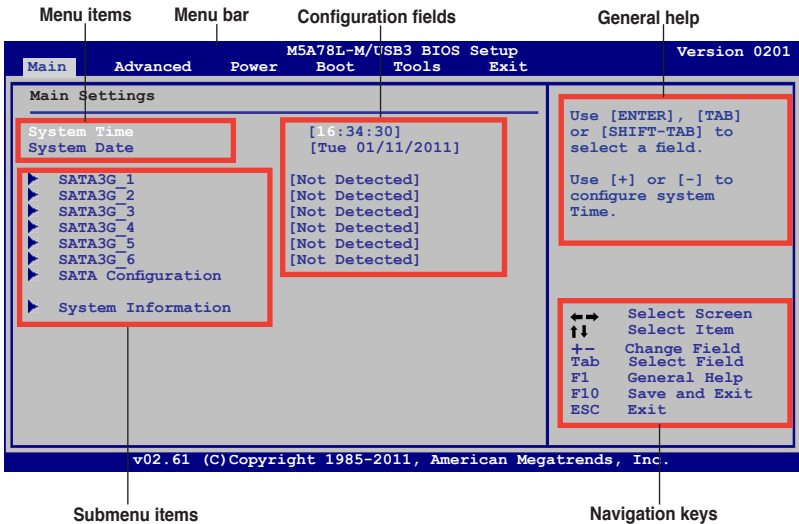 Menu items Menu bar Configuration fields General help
M5A78L-M/USB3 BIOS Setup Version 0201
Main Advanced Power Boot Tools Exit
Main Settings
System Time [16:34:30]
System Date [Tue 01/11/2011]
SATA3G_1 [Not Detected]
SATA3G_2 [Not Detected]
SATA3G_3 [Not Detected]
SATA3G_4 [Not Detected]
SATA3G_5 [Not Detected]
SATA3G_6 [Not Detected]
SATA Configuration
System Information
Use [ENTER], [TAB]
or [SHIFT-TAB] to
select a field.
Use [+] or [-] to
configure system
Time.
←→ Select Screen
↑↓ Select Item
+- Change Field
Tab Select Field
F1 General Help
F10 Save and Exit
ESC Exit
v02.61 (C)Copyright 1985-2011, American Megatrends, Inc.
Submenu items Navigation keys